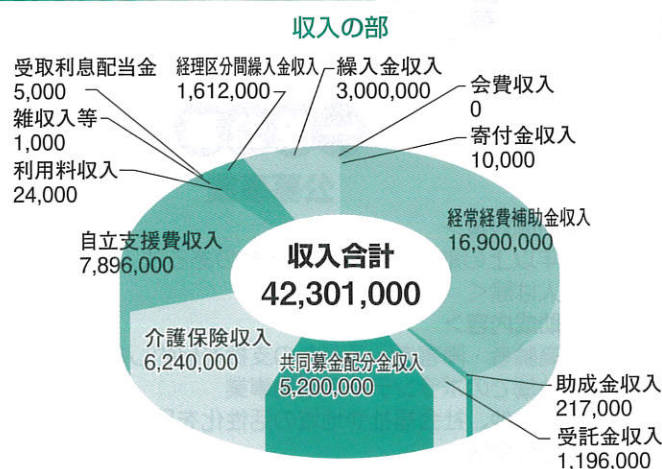 収入の部
受取利息配当金
5,000
雑収入等
1,000
利用料収入
24,000
経理区分間繰入金収入
1,612,000
繰入金収入
3,000,000
会費収入
0
寄付金収入
10,000
経常経費補助金収入
16,900,000
自立支援費収入
7,896,000
収入合計
42,301,000
介護保険収入
6,240,000
共同募金配分金収入
5,200,000
助成金収入
217,000
受託金収入
1,196,000